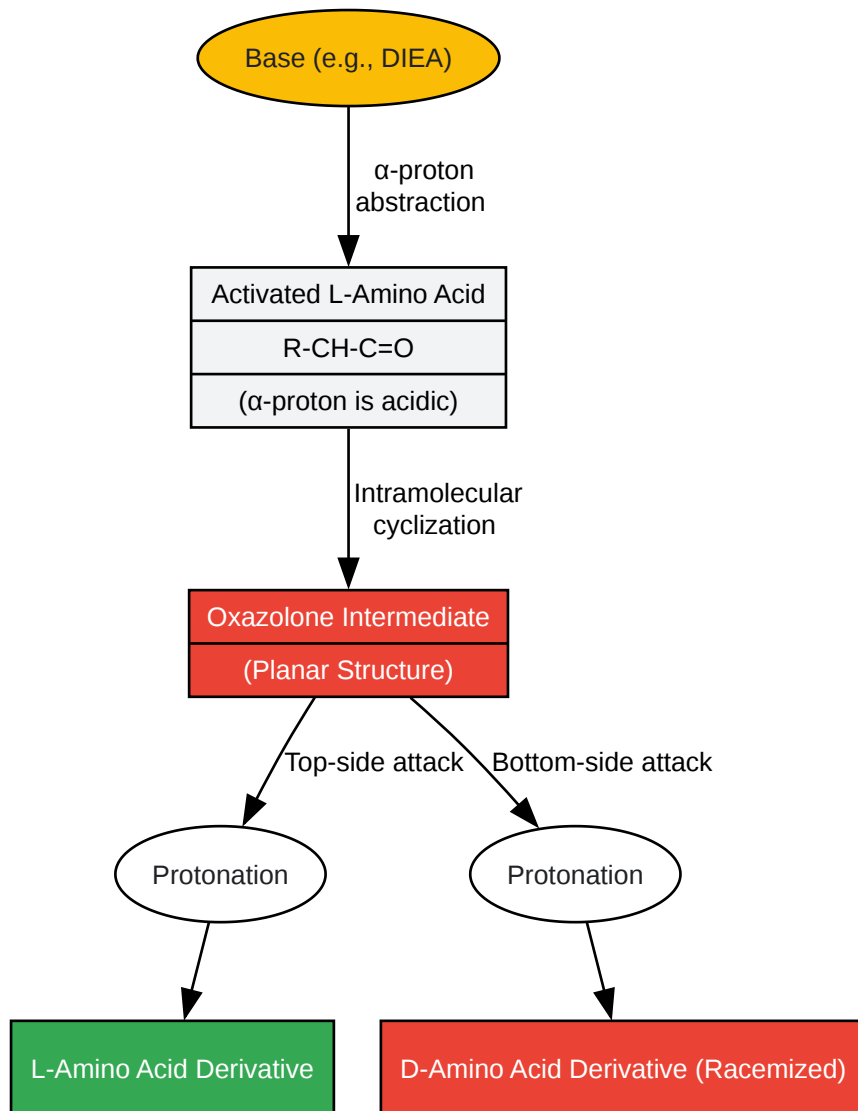 Base (e.g., DIEA)
α-proton
abstraction
Activated L-Amino Acid
R-CH-C=O
(α-proton is acidic)
Intramolecular
cyclization
Oxazolone Intermediate
(Planar Structure)
Top-side attack
Bottom-side attack
Protonation
Protonation
L-Amino Acid Derivative
D-Amino Acid Derivative (Racemized)